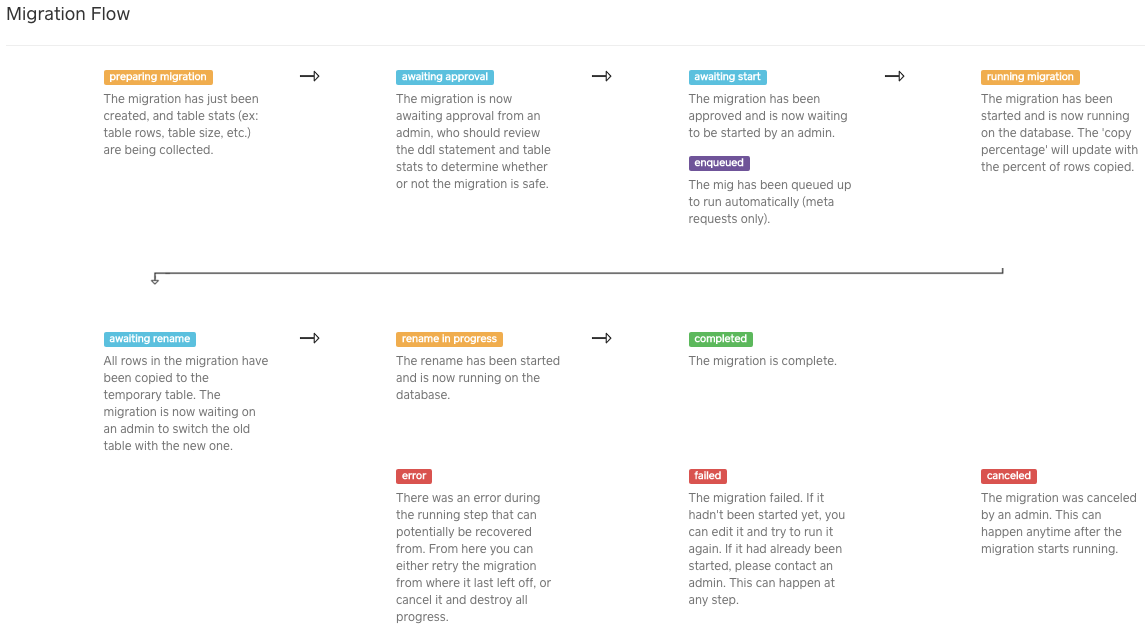 Migration Flow
preparing migration
The migration has just been
created, and table stats (ex:
table rows, table size, etc.)
are being collected.
awaiting approval
The migration is now
awaiting approval from an
admin, who should review
the ddl statement and table
stats to determine whether
or not the migration is safe.
awaiting start
The migration has been
approved and is now waiting
to be started by an admin.
enqueued
The mig has been queued up
to run automatically (meta
requests only).
running migration
The migration has been
started and is now running
on the database. The 'copy
percentage' will update with
the percent of rows copied.
awaiting rename
All rows in the migration have
been copied to the
temporary table. The
migration is now waiting on
an admin to switch the old
table with the new one.
rename in progress
The rename has been started
and is now running on the
database.
completed
The migration is complete.
error
There was an error during
the running step that can
potentially be recovered
from. From here you can
either retry the migration
from where it last left off, or
cancel it and destroy all
progress.
failed
The migration failed. If it
hadn't been started yet, you
can edit it and try to run it
again. If it had already been
started, please contact an
admin. This can happen at
any step.
canceled
The migration was canceled
by an admin. This can
happen anytime after the
migration starts running.